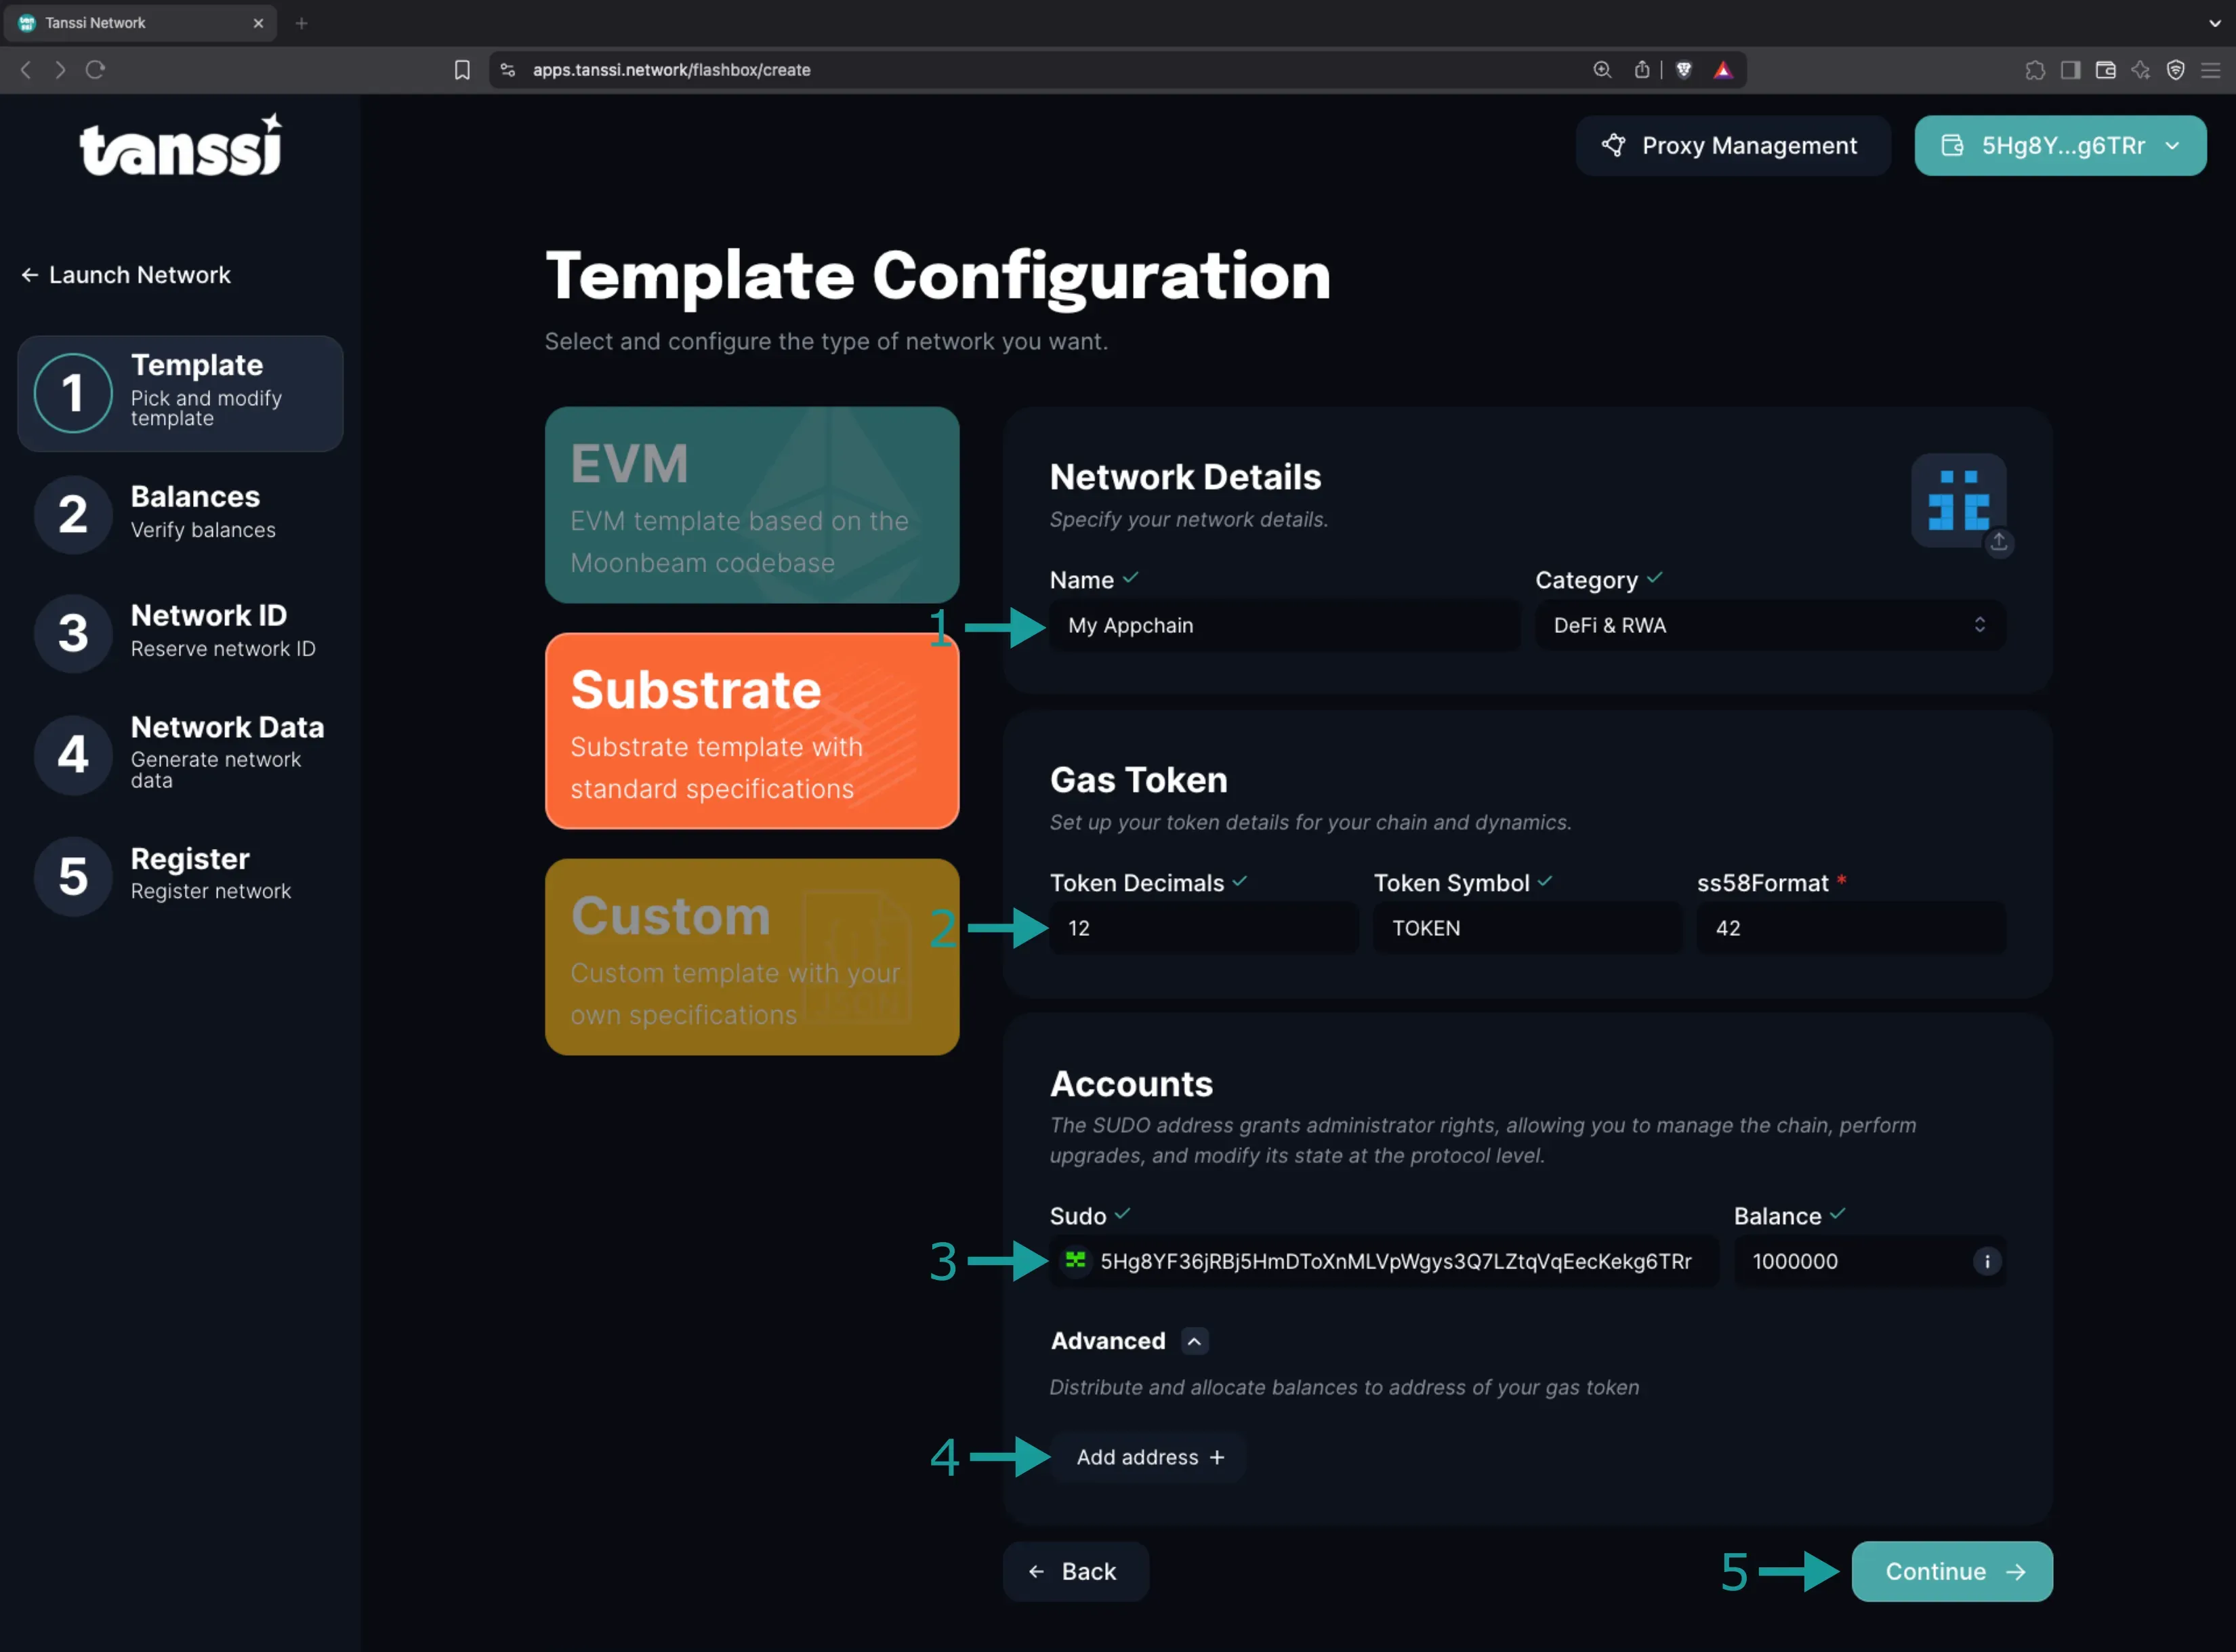 Tanssi Network
apps.tanssi.network/flashbox/create
tanssi
Proxy Management
5Hg8Y...g6TRr
Launch Network
1
Template
Pick and modify
template
2
Balances
Verify balances
3
Network ID
Reserve network ID
4
Network Data
Generate network
data
5
Register
Register network
Template Configuration
Select and configure the type of network you want.
EVM
EVM template based on the
Moonbeam codebase
Substrate
Substrate template with
standard specifications
Custom
Custom template with your
own specifications
JSON
Network Details
Specify your network details.
Name
Category
1
My Appchain
DeFi & RWA
Gas Token
Set up your token details for your chain and dynamics.
Token Decimals
Token Symbol
ss58Format *
2
12
TOKEN
42
Accounts
The SUDO address grants administrator rights, allowing you to manage the chain, perform
upgrades, and modify its state at the protocol level.
Sudo
Balance
3
5Hg8YF36jRBj5HmDToXnMLVpWgys3Q7LZtqVqEecKekg6TRr
1000000
Advanced
Distribute and allocate balances to address of your gas token
4
Add address +
Back
5
Continue